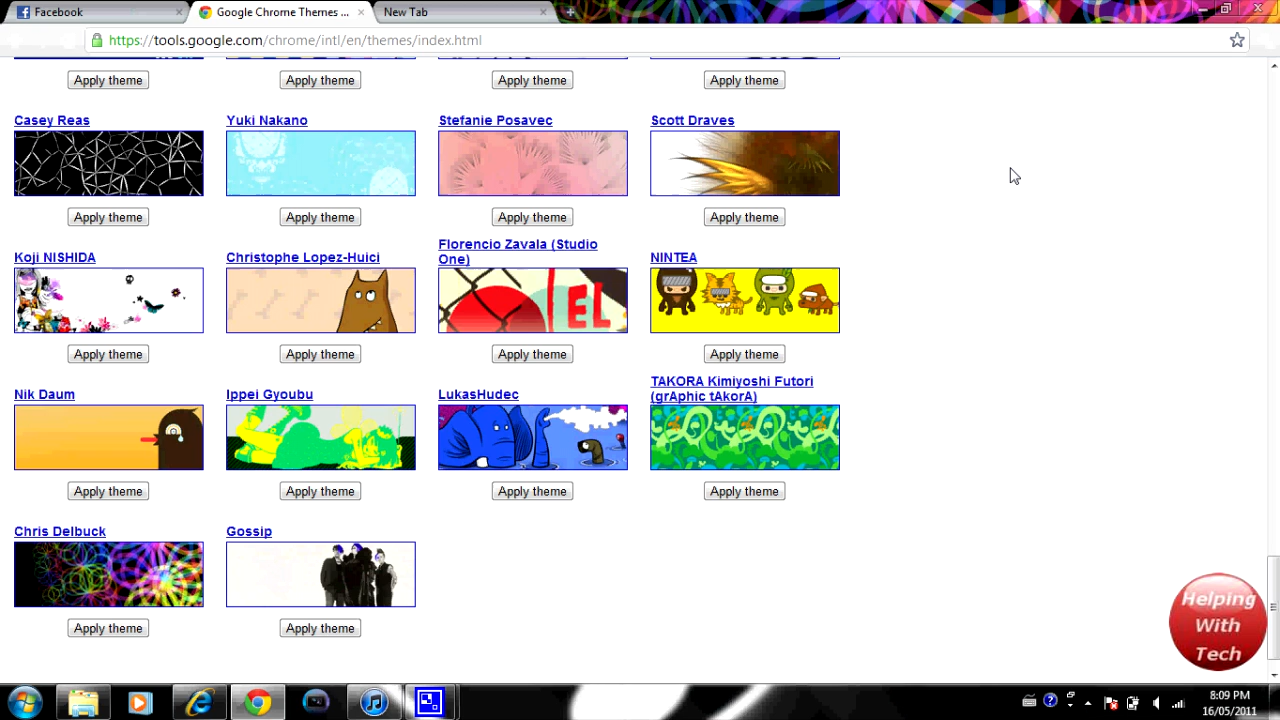 Facebook
Google Chrome Themes ...
New Tab
https://tools.google.com/chrome/intl/en/themes/index.html
Apply theme
Apply theme
Apply theme
Apply theme
Casey Reas
Yuki Nakano
Stefanie Posavec
Scott Draves
Apply theme
Apply theme
Apply theme
Apply theme
Koji NISHIDA
Christophe Lopez-Huici
Florencio Zavala (Studio
One)
NINTEA
EL
Apply theme
Apply theme
Apply theme
Apply theme
Nik Daum
Ippei Gyoubu
LukasHudec
TAKORA Kimiyoshi Futori
(grAphic tAkorA)
Apply theme
Apply theme
Apply theme
Apply theme
Chris Delbuck
Gossip
Apply theme
Apply theme
Helping
With
Tech
8:09 PM
16/05/2011